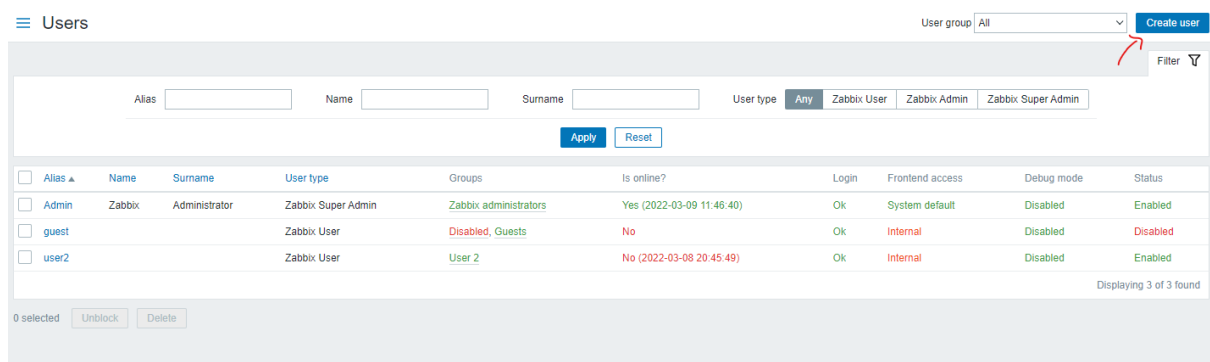 Users User group All Create user
Filter
Alias Name Surname User type Any Zabbix User Zabbix Admin Zabbix Super Admin
Apply Reset
Alias Name Surname User type Groups Is online? Login Frontend access Debug mode Status
Admin Zabbix Administrator Zabbix Super Admin Zabbix administrators Yes (2022-03-09 11:46:40) Ok System default Disabled Enabled
guest Zabbix User Disabled, Guests No Ok Internal Disabled Disabled
user2 Zabbix User User 2 No (2022-03-08 20:45:49) Ok Internal Disabled Enabled
Displaying 3 of 3 found
0 selected Unblock Delete